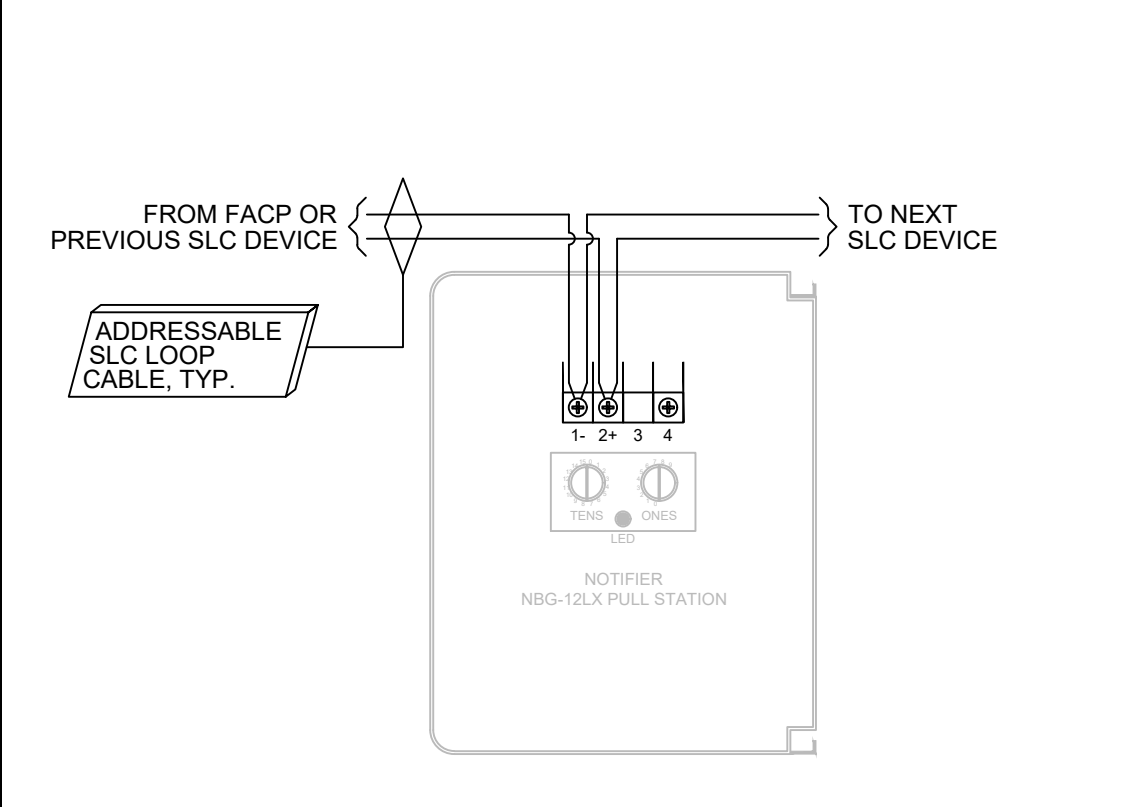 FROM FACP OR
PREVIOUS SLC DEVICE
TO NEXT
SLC DEVICE
ADDRESSABLE
SLC LOOP
CABLE, TYP.
1- 2+ 3 4
TENS ONES
LED
NOTIFIER
NBG-12LX PULL STATION